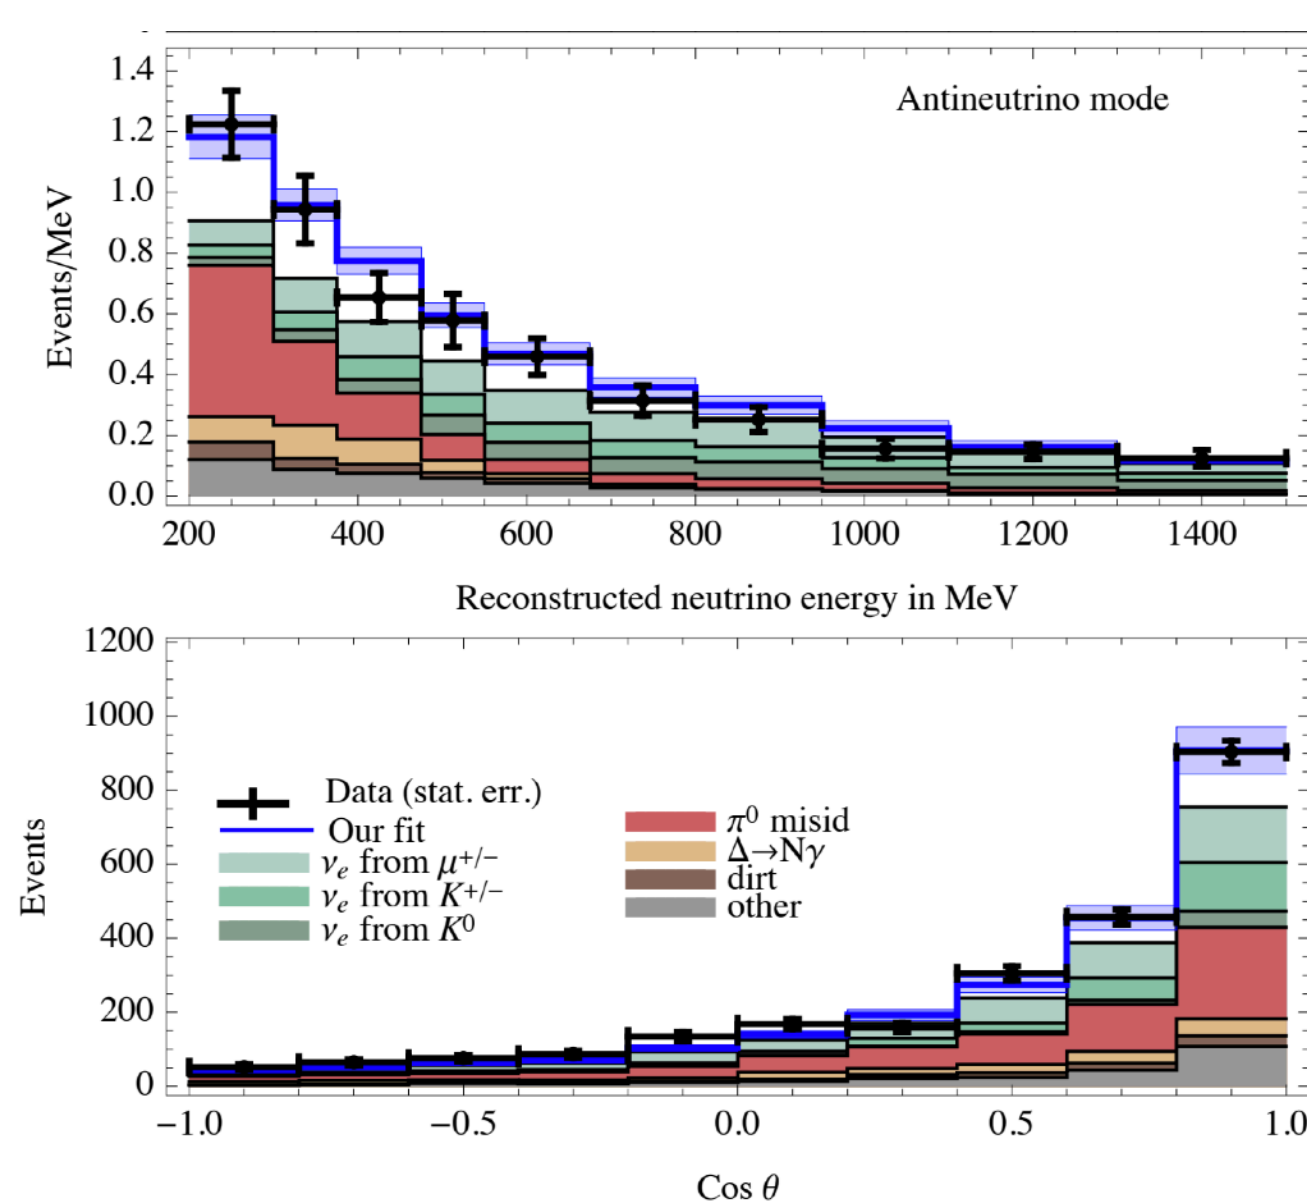 1.4
1.2
1.0
0.8
0.6
0.4
0.2
0.0
Events/MeV
Antineutrino mode
200 400 600 800 1000 1200 1400
Reconstructed neutrino energy in MeV
1200
1000
800
600
400
200
0
Events
Data (stat. err.)
Our fit
νe from μ+/−
νe from K+/−
νe from K0
π0 misid
Δ→Nγ
dirt
other
−1.0 −0.5 0.0 0.5 1.0
Cos θ